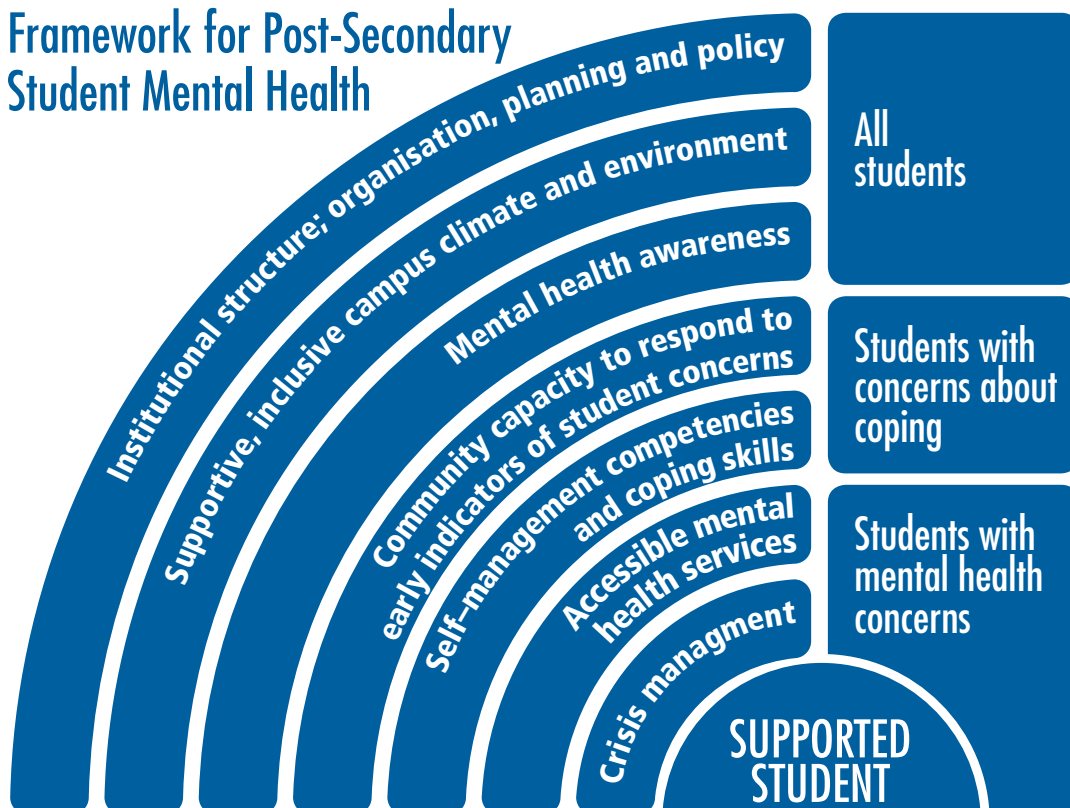 Framework for Post-Secondary
Student Mental Health
Institutional structure; organisation, planning and policy
Supportive, inclusive campus climate and environment
Mental health awareness
Community capacity to respond to
early indicators of student concerns
Self-management competencies
and coping skills
Accessible mental
health services
Crisis managment
SUPPORTED
STUDENT
All
students
Students with
concerns about
coping
Students with
mental health
concerns